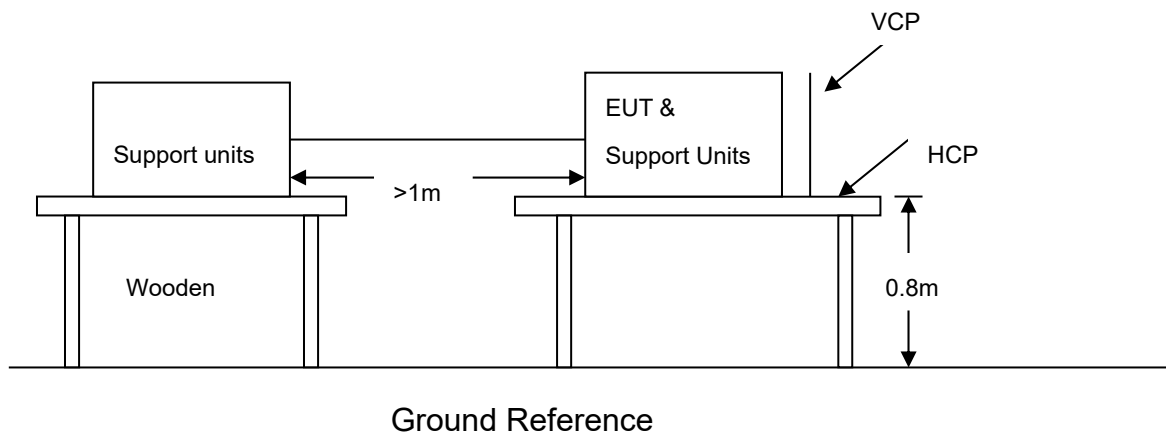 VCP
EUT &
Support units
Support Units
HCP
>1m
Wooden
0.8m
Ground Reference